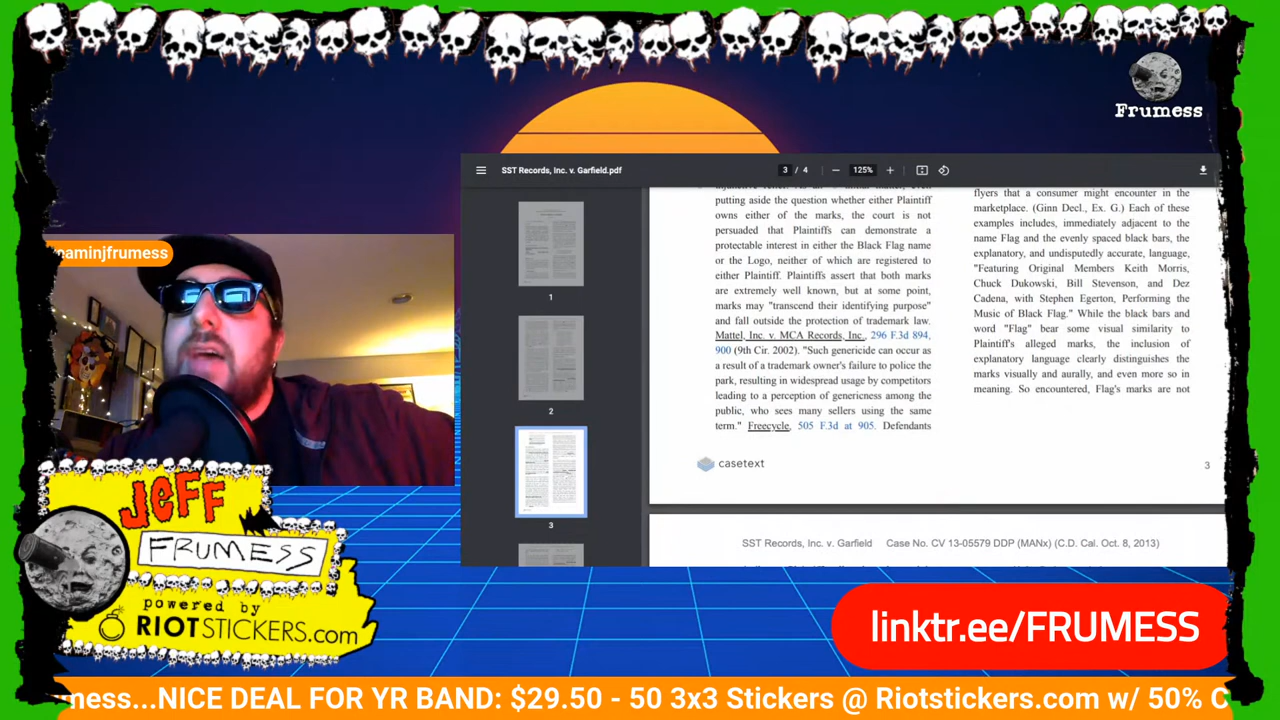 Frumess
SST Records, Inc. v. Garfield.pdf
3 / 4
125%
eaminjfrumess
1
2
3
putting aside the question whether either Plaintiff
owns either of the marks, the court is not
persuaded that Plaintiffs can demonstrate a
protectable interest in either the Black Flag name
or the Logo, neither of which are registered to
either Plaintiff. Plaintiffs assert that both marks
are extremely well known, but at some point,
marks may "transcend their identifying purpose"
and fall outside the protection of trademark law.
Mattel, Inc. v. MCA Records, Inc., 296 F.3d 894,
900 (9th Cir. 2002). "Such genericide can occur as
a result of a trademark owner's failure to police the
park, resulting in widespread usage by competitors
leading to a perception of genericness among the
public, who sees many sellers using the same
term." Freecycle, 505 F.3d at 905. Defendants
flyers that a consumer might encounter in the
marketplace. (Ginn Decl., Ex. G.) Each of these
examples includes, immediately adjacent to the
name Flag and the evenly spaced black bars, the
explanatory, and undisputedly accurate, language,
"Featuring Original Members Keith Morris,
Chuck Dukowski, Bill Stevenson, and Dez
Cadena, with Stephen Egerton, Performing the
Music of Black Flag." While the black bars and
word "Flag" bear some visual similarity to
Plaintiff's alleged marks, the inclusion of
explanatory language clearly distinguishes the
marks visually and aurally, and even more so in
meaning. So encountered, Flag's marks are not
casetext
3
SST Records, Inc. v. Garfield Case No. CV 13-05579 DDP (MANx) (C.D. Cal. Oct. 8, 2013)
JEFF
FRUMESS
powered by
RIOTSTICKERS.com
linktr.ee/FRUMESS
mess...NICE DEAL FOR YR BAND: $29.50 - 50 3x3 Stickers @ Riotstickers.com w/ 50% C